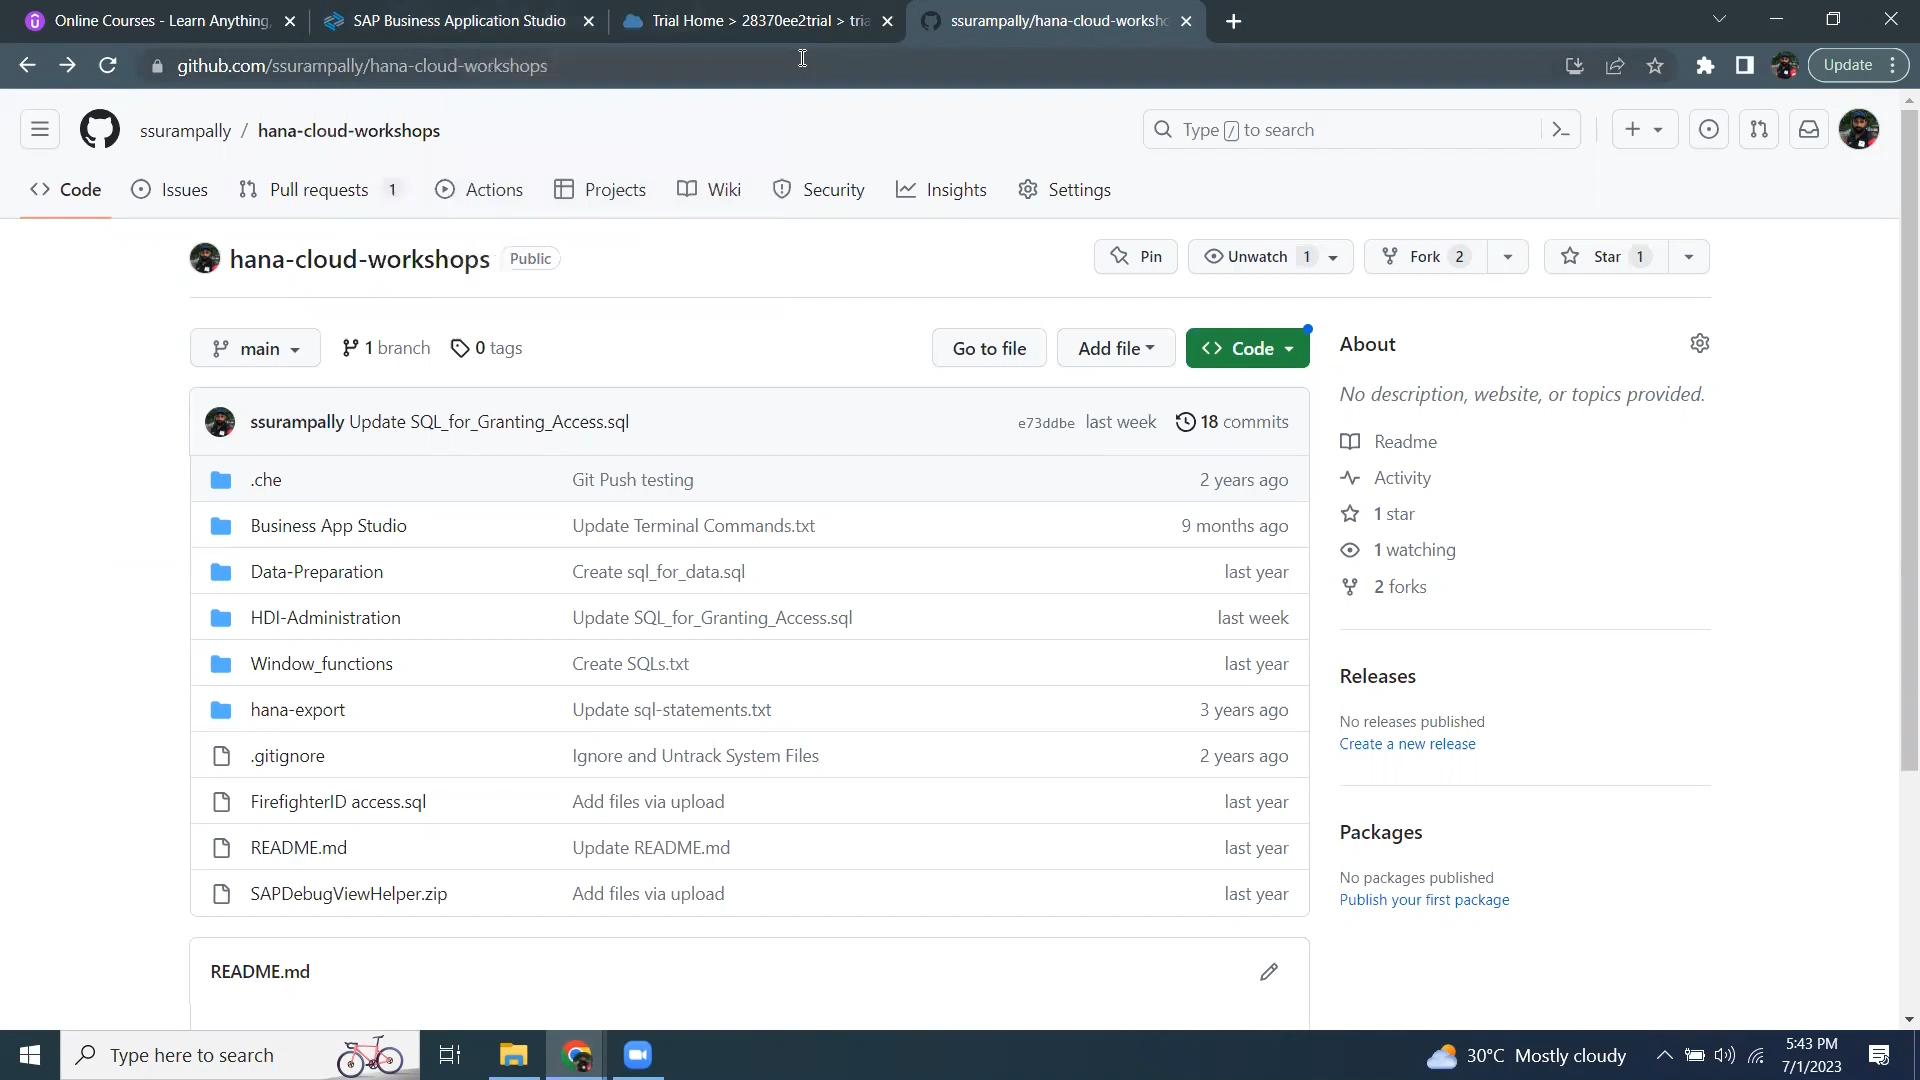 Online Courses - Learn Anything,
SAP Business Application Studio
Trial Home > 28370ee2trial > tria
ssurampally/hana-cloud-worksho
github.com/ssurampally/hana-cloud-workshops
Update
ssurampally / hana-cloud-workshops
Type / to search
Code
Issues
Pull requests 1
Actions
Projects
Wiki
Security
Insights
Settings
hana-cloud-workshops Public
Pin
Unwatch 1
Fork 2
Star 1
main
1 branch
0 tags
Go to file
Add file
Code
ssurampally Update SQL_for_Granting_Access.sql e73ddbe last week 18 commits
.che Git Push testing 2 years ago
Business App Studio Update Terminal Commands.txt 9 months ago
Data-Preparation Create sql_for_data.sql last year
HDI-Administration Update SQL_for_Granting_Access.sql last week
Window_functions Create SQLs.txt last year
hana-export Update sql-statements.txt 3 years ago
.gitignore Ignore and Untrack System Files 2 years ago
FirefighterID access.sql Add files via upload last year
README.md Update README.md last year
SAPDebugViewHelper.zip Add files via upload last year
README.md
About
No description, website, or topics provided.
Readme
Activity
1 star
1 watching
2 forks
Releases
No releases published
Create a new release
Packages
No packages published
Publish your first package
Type here to search
30°C Mostly cloudy
5:43 PM
7/1/2023